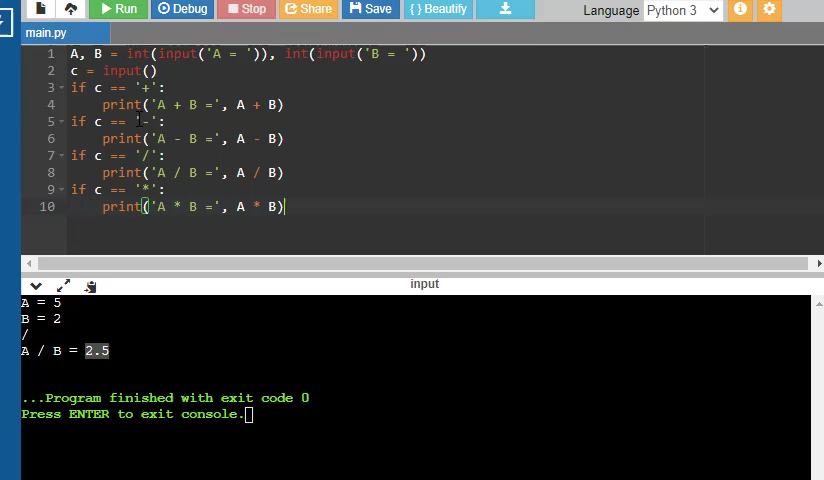 Run Debug Stop Share Save { } Beautify Language Python 3
main.py
1 A, B = int(input('A = ')), int(input('B = '))
2 c = input()
3 if c == '+':
4     print('A + B =', A + B)
5 if c == '-':
6     print('A - B =', A - B)
7 if c == '/':
8     print('A / B =', A / B)
9 if c == '*':
10     print('A * B =', A * B)
input
A = 5
B = 2
/
A / B = 2.5
...Program finished with exit code 0
Press ENTER to exit console.